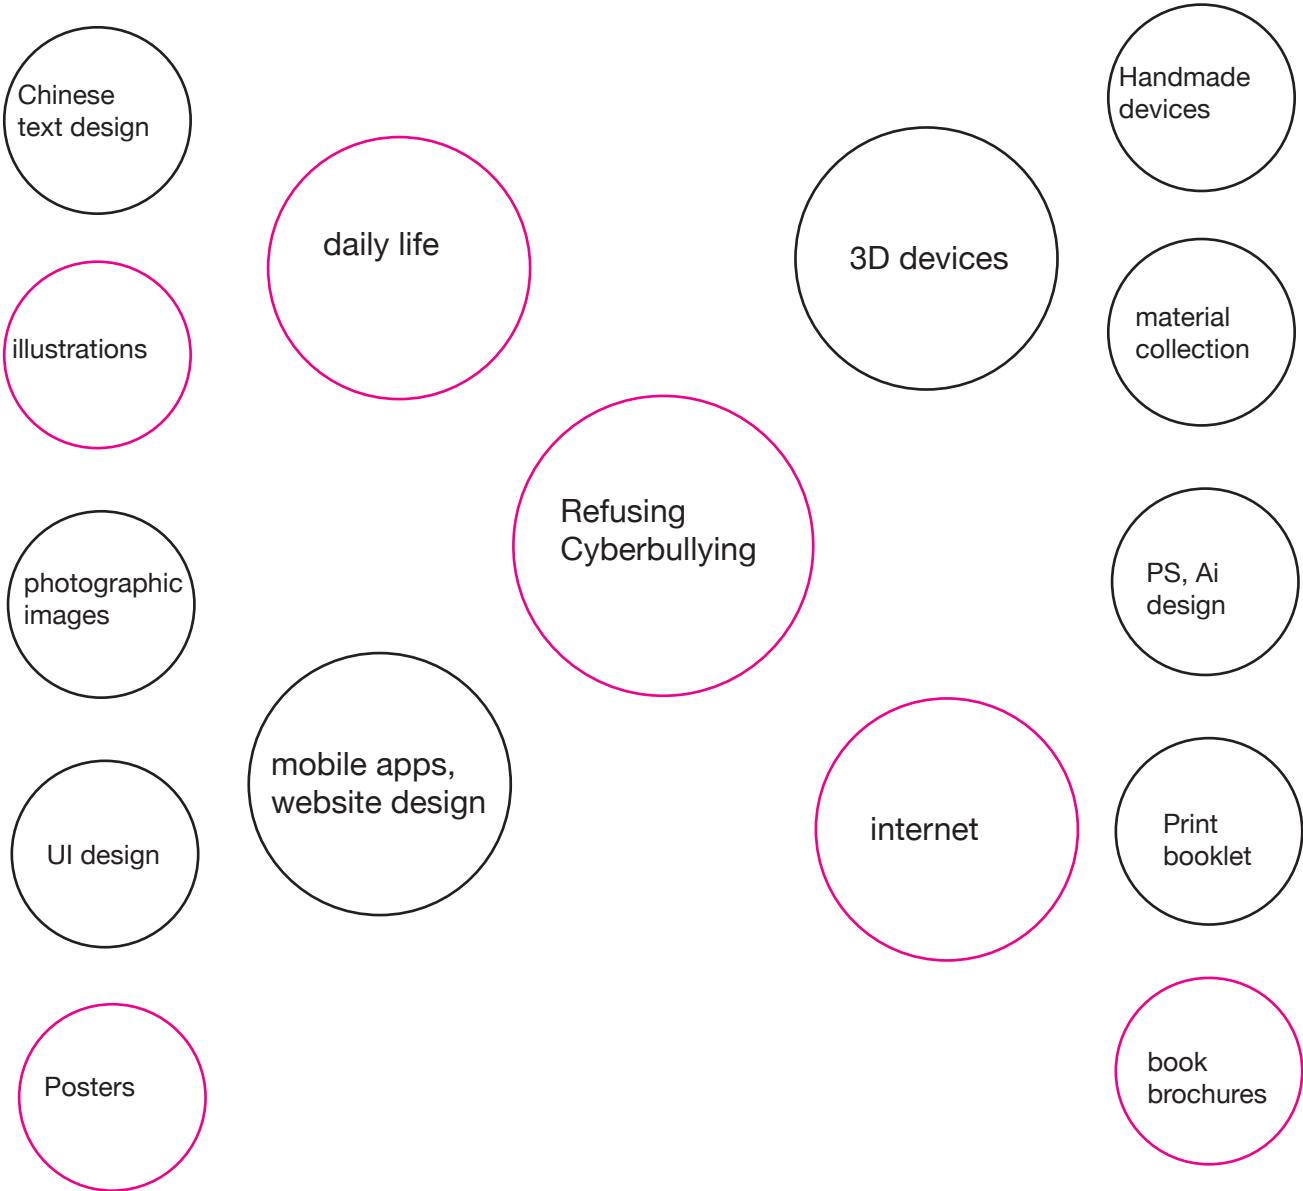 Chinese
text design
illustrations
photographic
images
UI design
Posters
daily life
mobile apps,
website design
Refusing
Cyberbullying
3D devices
internet
Handmade
devices
material
collection
PS, Ai
design
Print
booklet
book
brochures